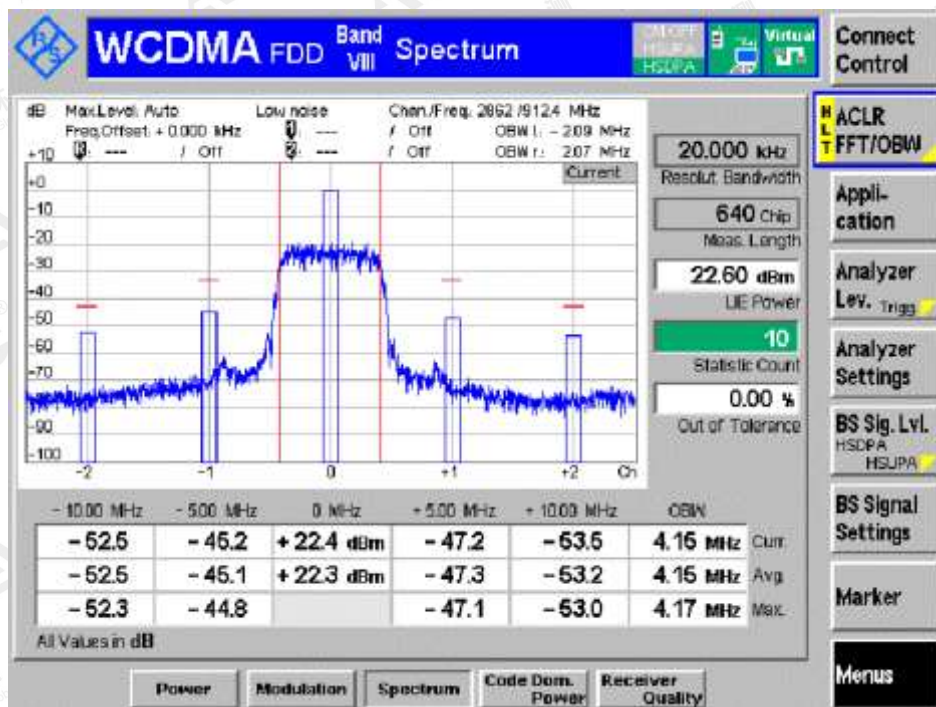 WCDMA FDD Band VIII Spectrum
HSDPA
Virtual
Connect Control
dB Max.Level: Auto Low noise Chan./Freq.: 2862 /912.4 MHz
Freq.Offset: + 0.000 kHz 1: --- / Off OBW l.: - 2.09 MHz
3: --- / Off 2: --- / Off OBW r.: 2.07 MHz
Current
+10
+0
-10
-20
-30
-40
-50
-60
-70
-90
-100
-2 -1 0 +1 +2 Ch
20.000 kHz
Resolut. Bandwidth
640 Chip
Meas. Length
22.60 dBm
UE Power
10
Statistic Count
0.00 %
Out of Tolerance
- 10.00 MHz - 5.00 MHz 0 MHz + 5.00 MHz + 10.00 MHz OBW
- 52.5 - 45.2 + 22.4 dBm - 47.2 - 53.5 4.15 MHz Curr.
- 52.5 - 45.1 + 22.3 dBm - 47.3 - 53.2 4.15 MHz Avg.
- 52.3 - 44.8 - 47.1 - 53.0 4.17 MHz Max.
All Values in dB
Power Modulation Spectrum Code Dom. Power Receiver Quality
H L T
ACLR
FFT/OBW
Appli-
cation
Analyzer
Lev. Trigg.
Analyzer
Settings
BS Sig. Lvl.
HSDPA
HSUPA
BS Signal
Settings
Marker
Menus